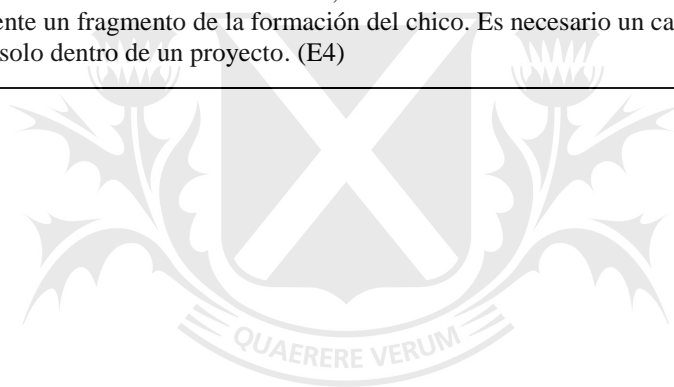 ente un fragmento de la formación del chico. Es necesario un ca
solo dentro de un proyecto. (E4)
QUAERERE VERUM